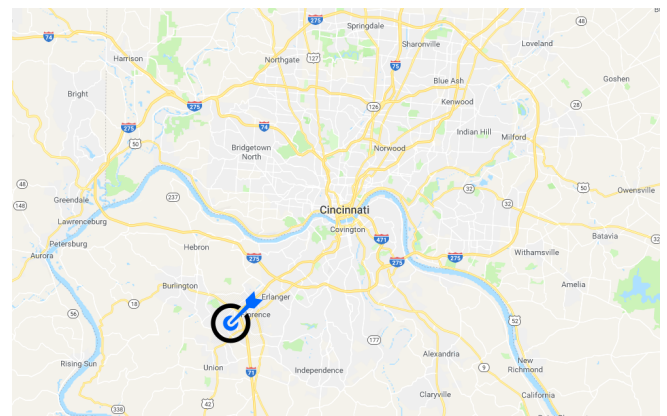 275
48
Springdale
74
Sharonville
Loveland
Harrison
Northgate
127
75
Blue Ash
275
Goshen
Bright
275
Kenwood
126
28
275
74
Indian Hill
Milford
50
Bridgetown
North
Norwood
48
237
32
50
Greendale
32
Owensville
148
Cincinnati
Lawrenceburg
Covington
Petersburg
Hebron
471
Batavia
32
Aurora
275
275
Withamsville
Burlington
Erlanger
Amelia
18
56
52
177
Alexandria
Rising Sun
Union
71
Independence
9
New
Richmond
Claryville
California
42
338